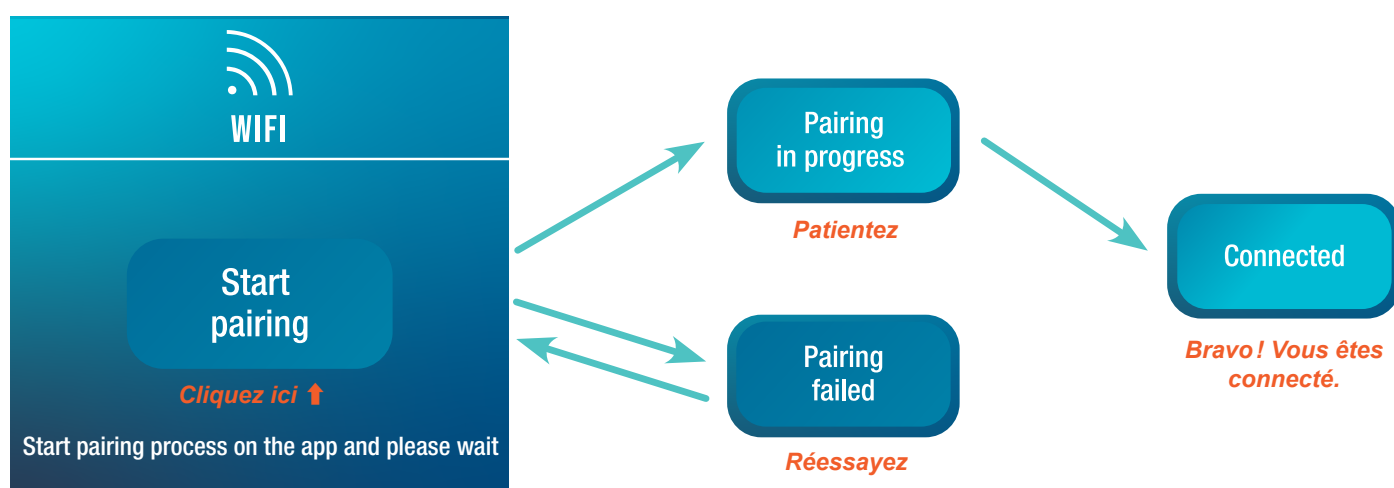 WIFI
Start
pairing
Cliquez ici
Start pairing process on the app and please wait
Pairing
in progress
Patientez
Pairing
failed
Réessayez
Connected
Bravo ! Vous êtes
connecté.